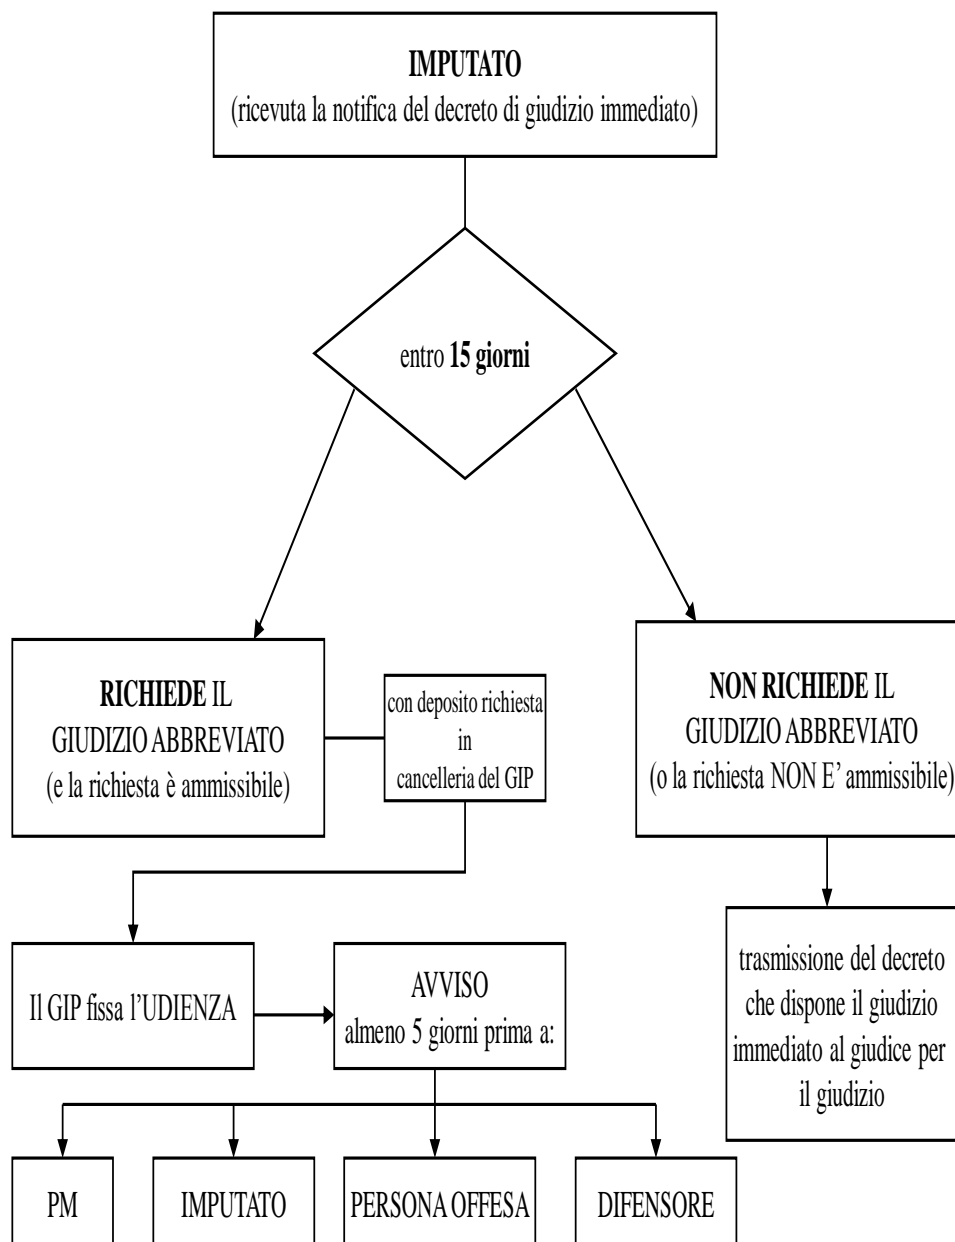 IMPUTATO
(ricevuta la notifica del decreto di giudizio immediato)
entro 15 giorni
RICHIEDE IL
GIUDIZIO ABBREVIATO
(e la richiesta è ammissibile)
con deposito richiesta
in
cancelleria del GIP
NON RICHIEDE IL
GIUDIZIO ABBREVIATO
(o la richiesta NON E’ ammissibile)
Il GIP fissa l’UDIENZA
AVVISO
almeno 5 giorni prima a:
trasmissione del decreto
che dispone il giudizio
immediato al giudice per
il giudizio
PM
IMPUTATO
PERSONA OFFESA
DIFENSORE